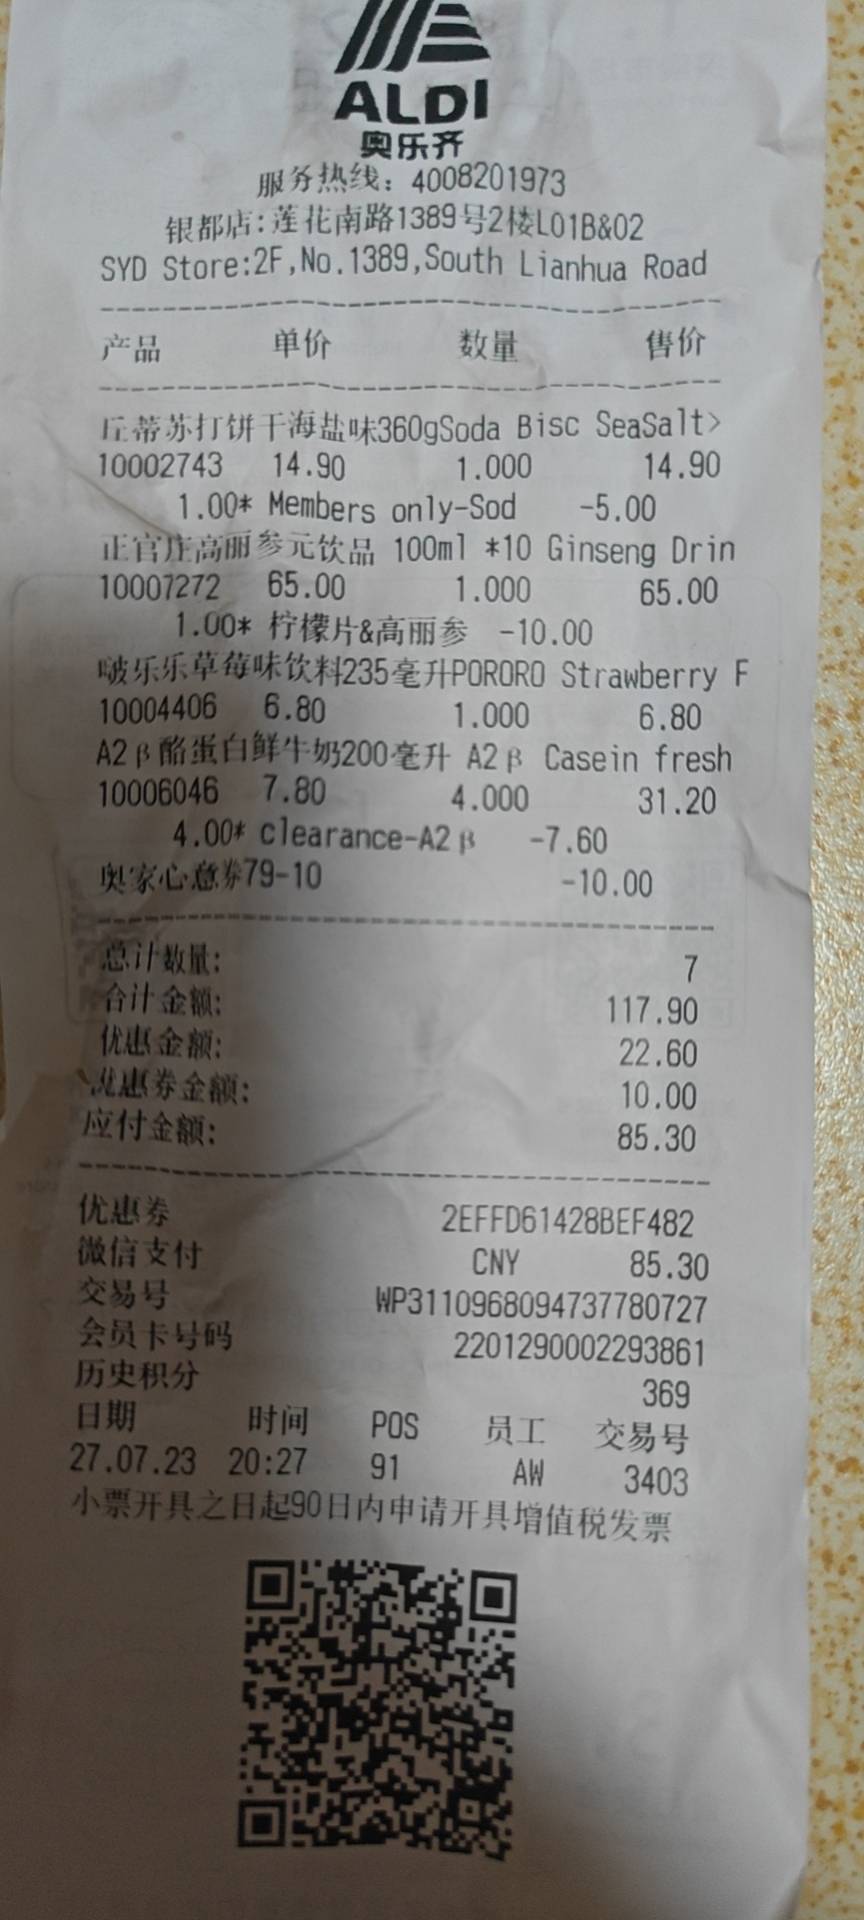 ALDI
奥乐齐
服务热线：4008201973
银都店:莲花南路1389号2楼L01B&02
SYD Store:2F,No.1389,South Lianhua Road
产品 单价 数量 售价
丘蒂苏打饼干海盐味360gSoda Bisc SeaSalt>
10002743 14.90 1.000 14.90
1.00* Members only-Sod -5.00
正官庄高丽参元饮品 100ml *10 Ginseng Drin
10007272 65.00 1.000 65.00
1.00* 柠檬片&高丽参 -10.00
啵乐乐草莓味饮料235毫升PORORO Strawberry F
10004406 6.80 1.000 6.80
A2β酪蛋白鲜牛奶200毫升 A2β Casein fresh
10006046 7.80 4.000 31.20
4.00* clearance-A2β -7.60
奥家心意券79-10 -10.00
总计数量: 7
合计金额: 117.90
优惠金额: 22.60
优惠券金额: 10.00
应付金额: 85.30
优惠券 2EFFD61428BEF482
微信支付 CNY 85.30
交易号 WP3110968094737780727
会员卡号码 2201290002293861
历史积分 369
日期 时间 POS 员工 交易号
27.07.23 20:27 91 AW 3403
小票开具之日起90日内申请开具增值税发票